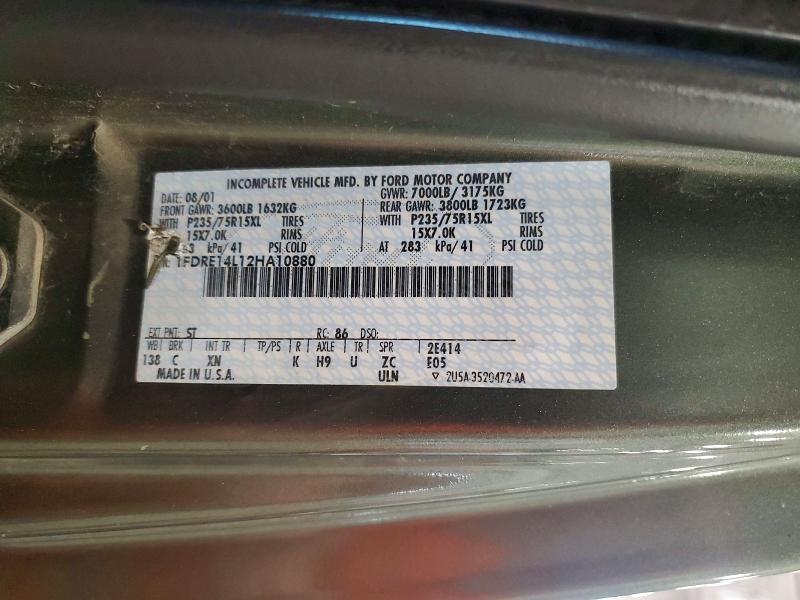 INCOMPLETE VEHICLE MFD. BY FORD MOTOR COMPANY
DATE: 08/01 GVWR: 7000LB/ 3175KG
FRONT GAWR: 3600LB 1632KG REAR GAWR: 3800LB 1723KG
WITH P235/75R15XL TIRES WITH P235/75R15XL TIRES
15X7.0K RIMS 15X7.0K RIMS
kPa/ 41 PSI COLD AT 283 kPa/ 41 PSI COLD
1FDRE14L12HA10880
EXT PNT: ST RC: 86 DSO:
WB BRK INT TR TP/PS R AXLE TR SPR 2E414
138 C XN K H9 U ZC E05
MADE IN U.S.A. ULN ▽ 2U5A-3520472-AA